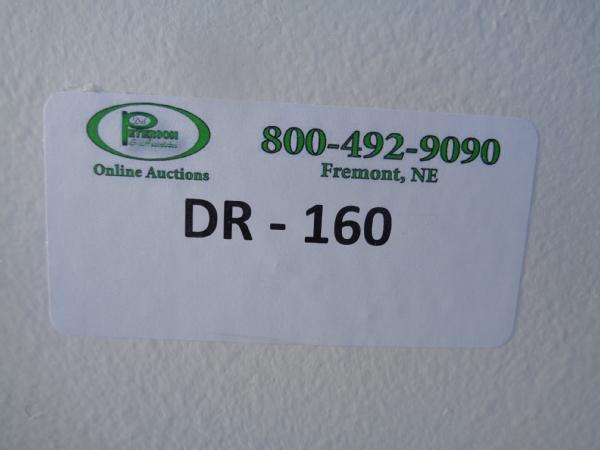 PETERSON
Online Auctions
800-492-9090
Fremont, NE
DR - 160